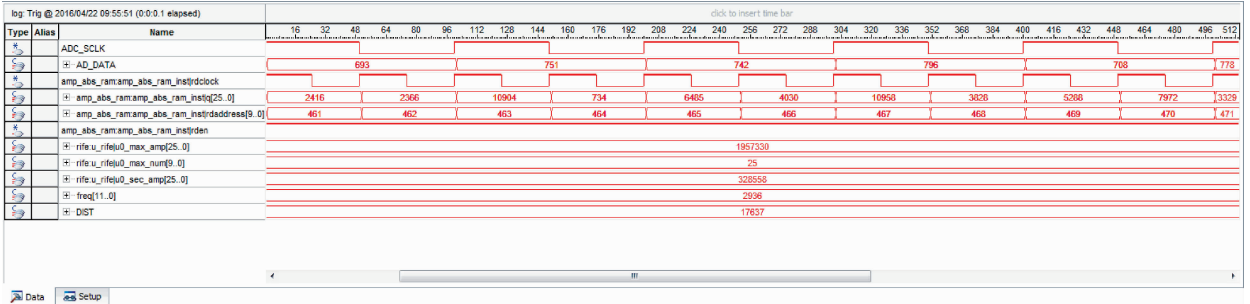 log: Trig @ 2016/04/22 09:55:51 (0:0:0.1 elapsed)
click to insert time bar
Type Alias Name 16 32 48 64 80 96 112 128 144 160 176 192 208 224 240 256 272 288 304 320 336 352 368 384 400 416 432 448 464 480 496 512
ADC_SCLK
AD_DATA 693 751 742 796 708 778
amp_abs_ram:amp_abs_ram_inst|rdclock
amp_abs_ram:amp_abs_ram_inst|q[25..0] 2416 2366 10904 734 6485 4030 10958 3828 5288 7972 3329
amp_abs_ram:amp_abs_ram_inst|rdaddress[9..0] 461 462 463 464 465 466 467 468 469 470 471
amp_abs_ram:amp_abs_ram_inst|rden
rife:u_rife|u0_max_amp[25..0] 1957330
rife:u_rife|u0_max_num[9..0] 25
rife:u_rife|u0_sec_amp[25..0] 328558
freq[11..0] 2936
DIST 17637
Data Setup